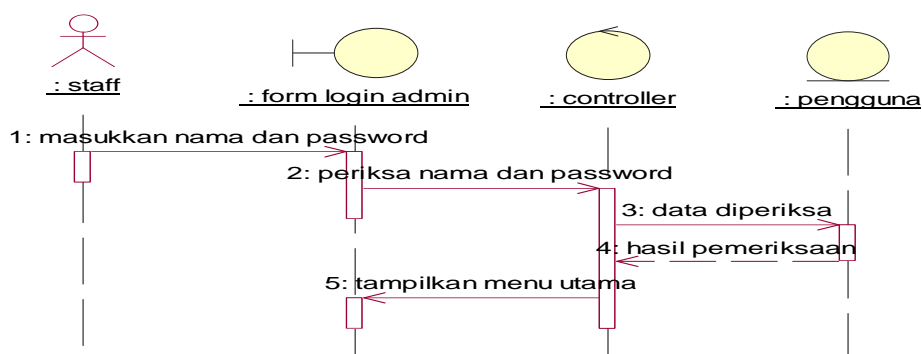 : staff
: form login admin
: controller
: pengguna
1: masukkan nama dan password
2: periksa nama dan password
3: data diperiksa
4: hasil pemeriksaan
5: tampilkan menu utama